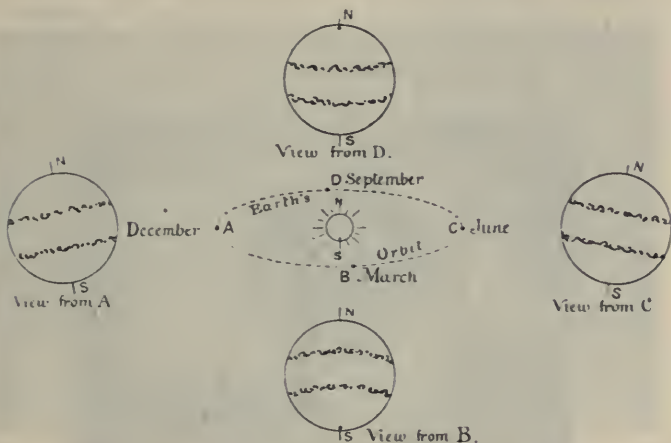 N
S
View from D.
N
S
View from A
December
A
Earth's
D September
N
S
B
March
Orbit
C
June
N
S
View from C
N
S
View from B.